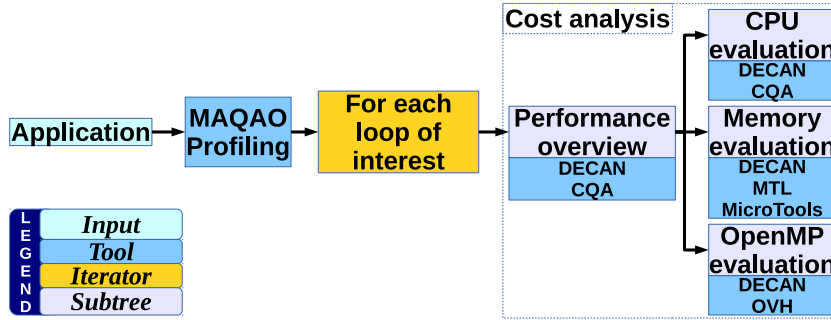 Cost analysis
Application
MAQAO
Profiling
For each
loop of
interest
Performance
overview
DECAN
CQA
CPU
evaluation
DECAN
CQA
Memory
evaluation
DECAN
MTL
MicroTools
OpenMP
evaluation
DECAN
OVH
LEGEND
Input
Tool
Iterator
Subtree